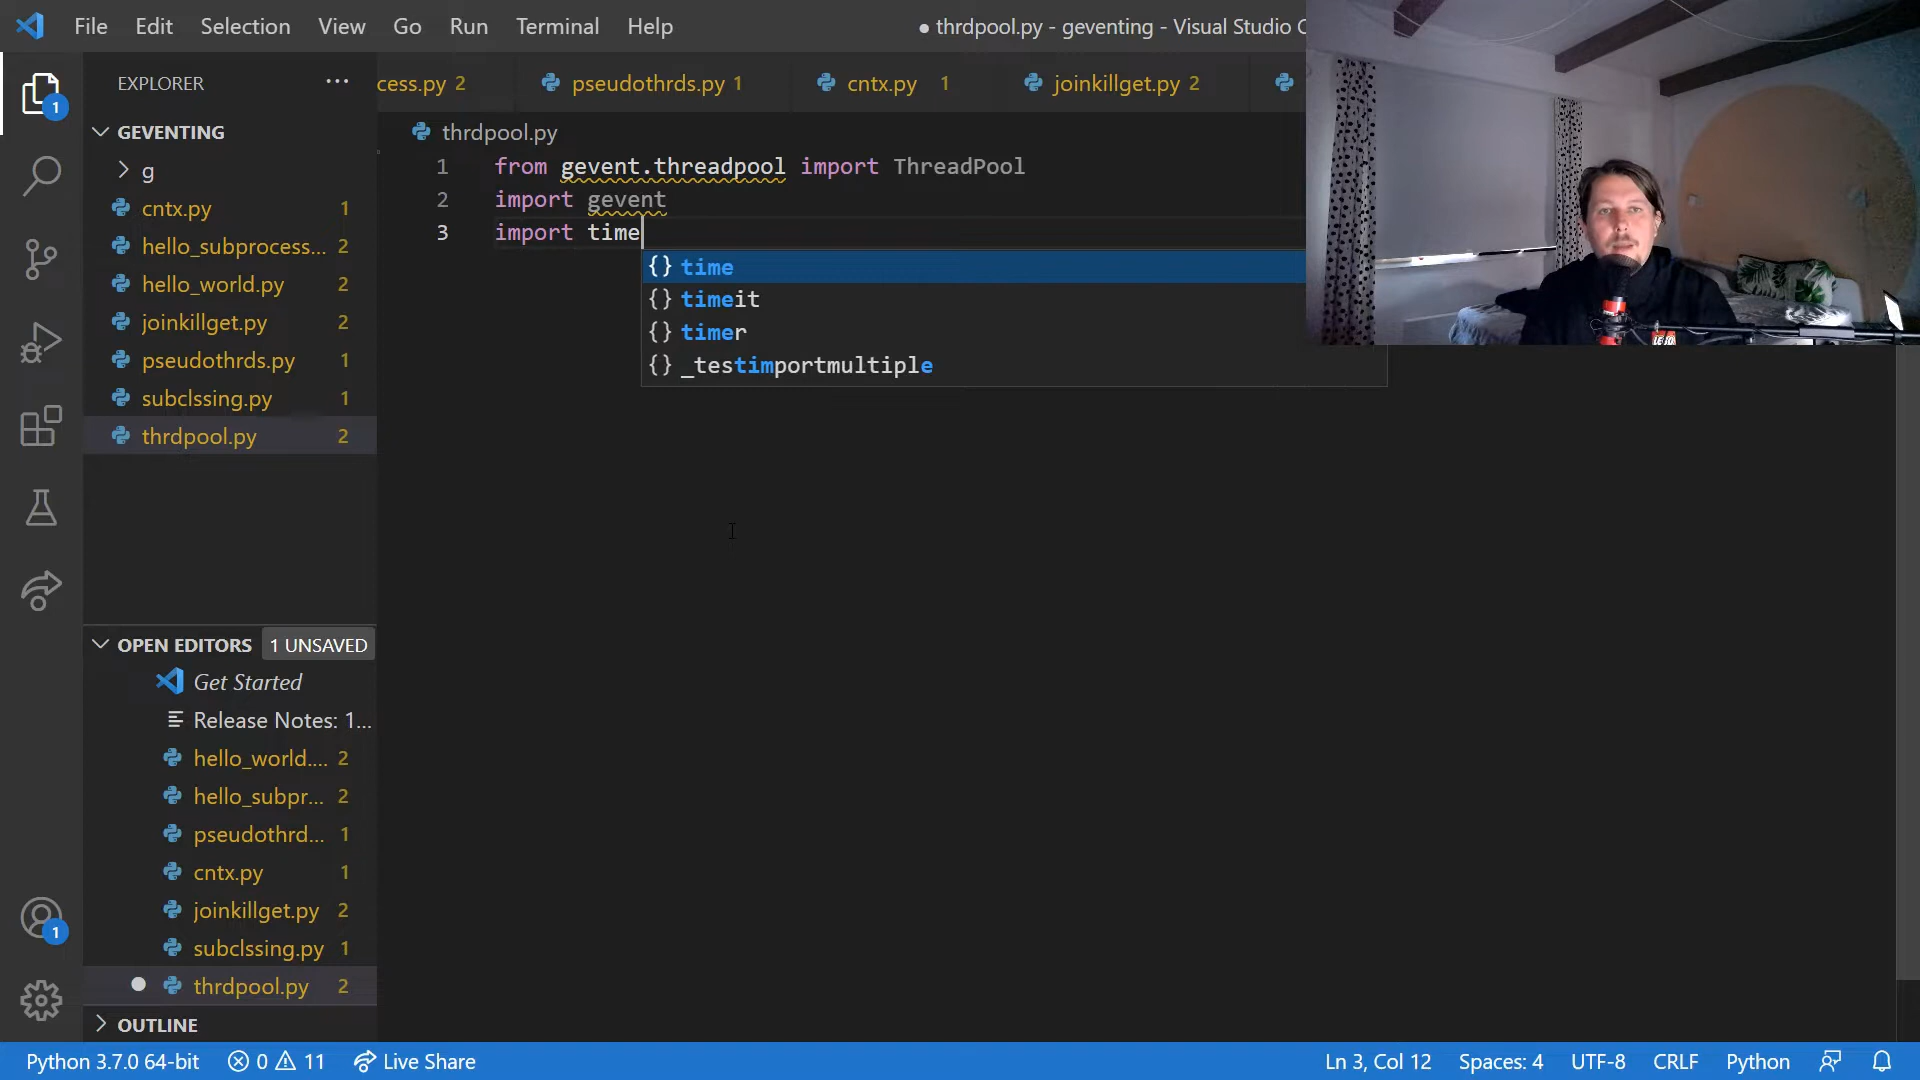 File Edit Selection View Go Run Terminal Help
● thrdpool.py - geventing - Visual Studio C
EXPLORER ...
cess.py 2 pseudothrds.py 1 cntx.py 1 joinkillget.py 2
1
GEVENTING
g
cntx.py 1
hello_subprocess... 2
hello_world.py 2
joinkillget.py 2
pseudothrds.py 1
subclssing.py 1
thrdpool.py 2
thrdpool.py
1 from gevent.threadpool import ThreadPool
2 import gevent
3 import time
{} time
{} timeit
{} timer
{} _testimportmultiple
OPEN EDITORS 1 UNSAVED
Get Started
Release Notes: 1...
hello_world.... 2
hello_subpr... 2
pseudothrd... 1
cntx.py 1
joinkillget.py 2
subclssing.py 1
thrdpool.py 2
1
OUTLINE
Python 3.7.0 64-bit 0 11 Live Share
Ln 3, Col 12 Spaces: 4 UTF-8 CRLF Python